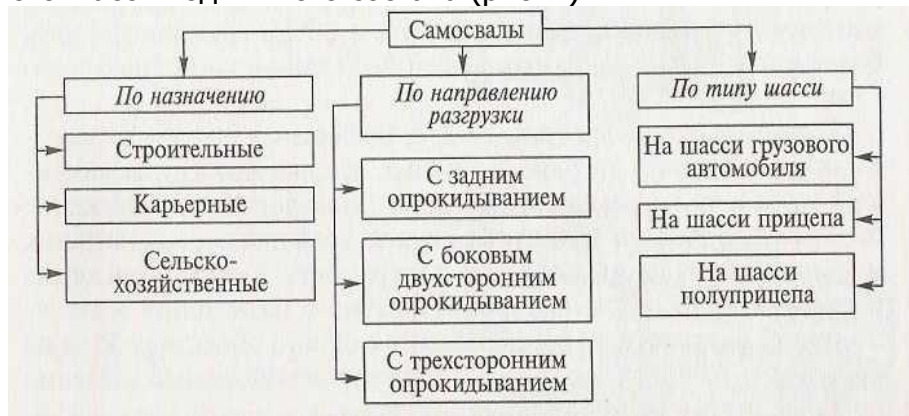 Самосвалы
По назначению
Строительные
Карьерные
Сельско-
хозяйственные
По направлению
разгрузки
С задним
опрокидыванием
С боковым
двухсторонним
опрокидыванием
С трехсторонним
опрокидыванием
По типу шасси
На шасси грузового
автомобиля
На шасси прицепа
На шасси
полуприцепа